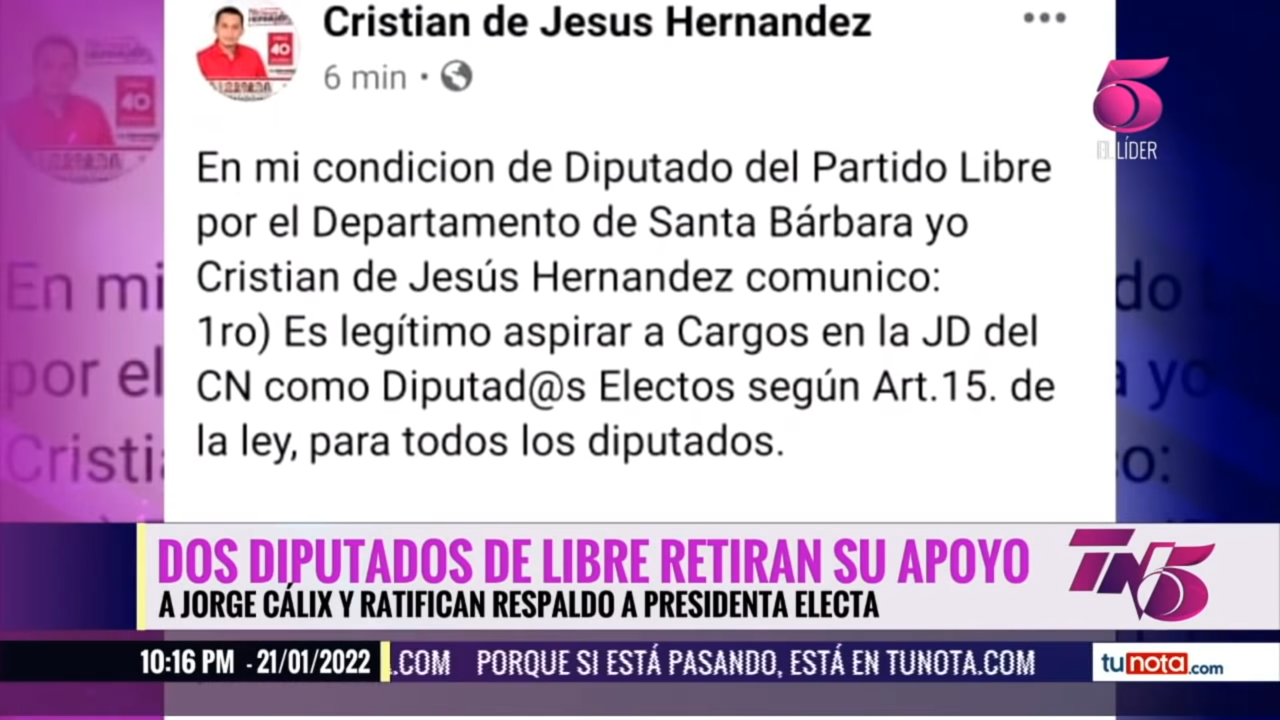 Cristian de Jesus Hernandez
6 min
40
En mi condicion de Diputado del Partido Libre
por el Departamento de Santa Bárbara yo
Cristian de Jesús Hernandez comunico:
1ro) Es legítimo aspirar a Cargos en la JD del
CN como Diputad@s Electos según Art.15. de
la ley, para todos los diputados.
5
EL LÍDER
DOS DIPUTADOS DE LIBRE RETIRAN SU APOYO
A JORGE CÁLIX Y RATIFICAN RESPALDO A PRESIDENTA ELECTA
TN5
10:16 PM - 21/01/2022
.COM PORQUE SI ESTÁ PASANDO, ESTÁ EN TUNOTA.COM
tunota.com